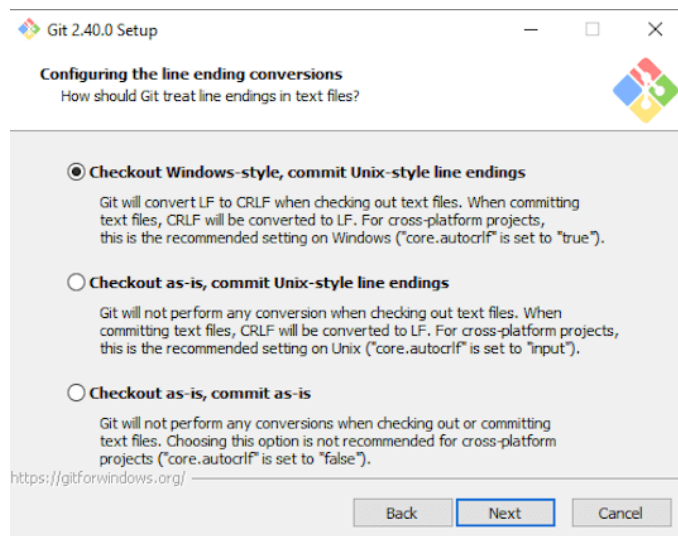 Git 2.40.0 Setup
Configuring the line ending conversions
How should Git treat line endings in text files?
Checkout Windows-style, commit Unix-style line endings
Git will convert LF to CRLF when checking out text files. When committing
text files, CRLF will be converted to LF. For cross-platform projects,
this is the recommended setting on Windows ("core.autocrlf" is set to "true").
Checkout as-is, commit Unix-style line endings
Git will not perform any conversion when checking out text files. When
committing text files, CRLF will be converted to LF. For cross-platform projects,
this is the recommended setting on Unix ("core.autocrlf" is set to "input").
Checkout as-is, commit as-is
Git will not perform any conversions when checking out or committing
text files. Choosing this option is not recommended for cross-platform
projects ("core.autocrlf" is set to "false").
https://gitforwindows.org/
Back Next Cancel